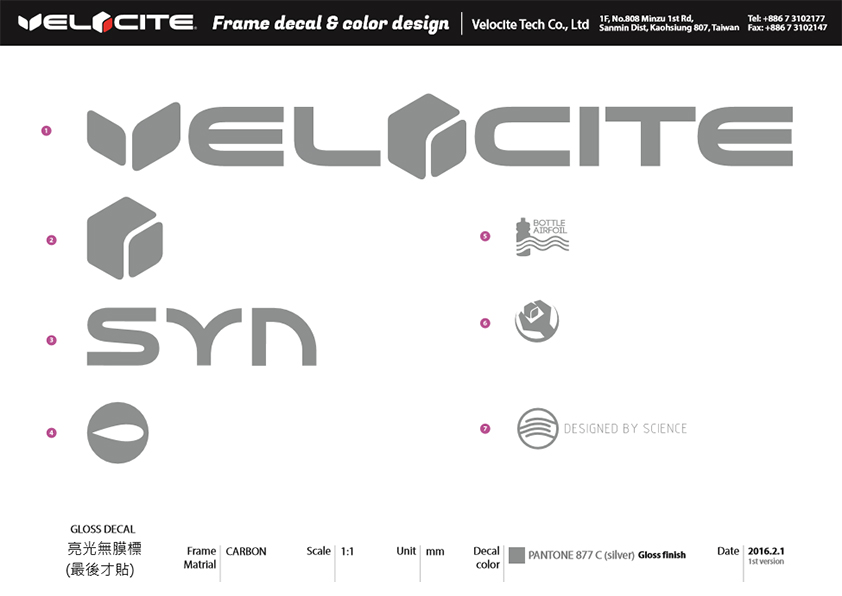 VELOCITE
Frame decal & color design
Velocite Tech Co., Ltd
1F, No.808 Minzu 1st Rd,
Sanmin Dist, Kaohsiung 807, Taiwan
Tel: +886 7 3102177
Fax: +886 7 3102147
1
VELOCITE
2
3
SYN
4
5
BOTTLE
AIRFOIL
6
7
DESIGNED BY SCIENCE
GLOSS DECAL
亮光無膜標
(最後才貼)
Frame
Matrial
CARBON
Scale
1:1
Unit
mm
Decal
color
PANTONE 877 C (silver) Gloss finish
Date
2016.2.1
1st version